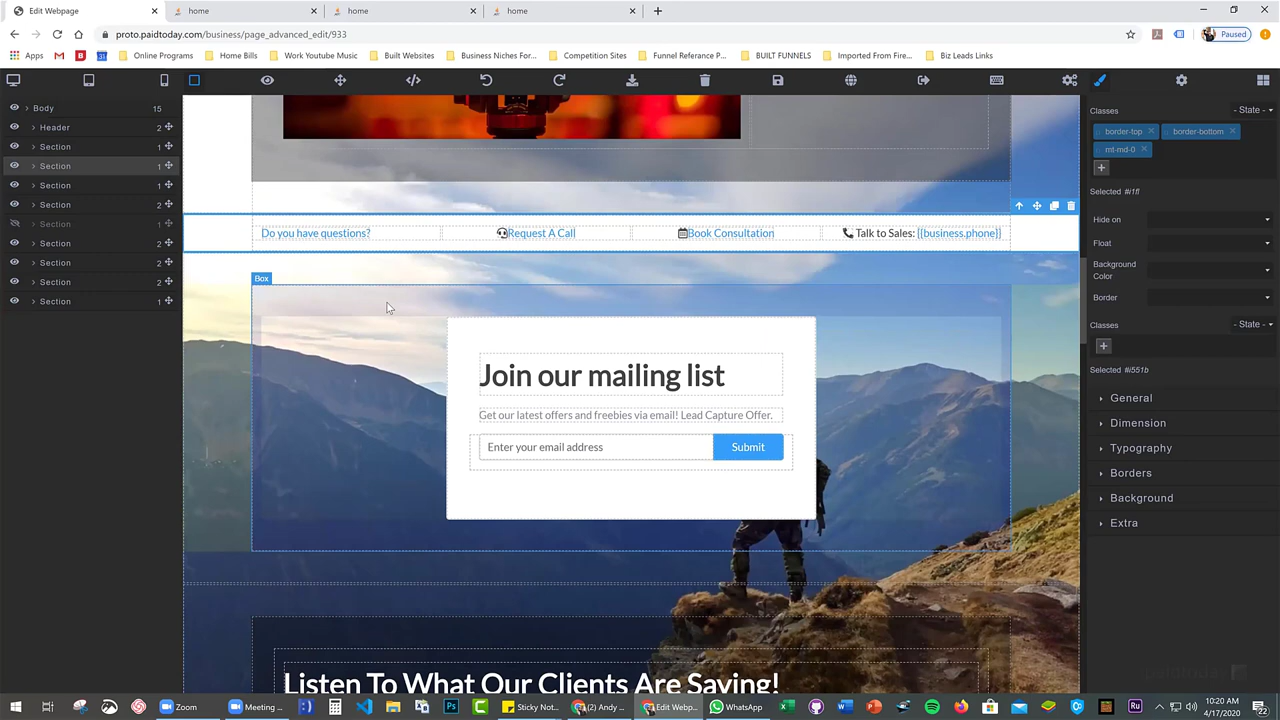 Edit Webpage
home
home
home
proto.paidtoday.com/business/page_advanced_edit/933
Paused
Apps
Online Programs
Home Bills
Work Youtube Music
Built Websites
Business Niches For...
Competition Sites
Funnel Reference P...
BUILT FUNNELS
Imported From Fire...
Biz Leads Links
Body 15
Header 2
Section 1
Section 1
Section 2
Section 2
Section 1
Section 2
Section 2
Section 2
Section 1
Do you have questions?
Request A Call
Book Consultation
Talk to Sales: {{business.phone}}
Box
Join our mailing list
Get our latest offers and freebies via email! Lead Capture Offer.
Enter your email address
Submit
Listen To What Our Clients Are Saying!
Classes
- State -
border-top
border-bottom
mt-md-0
Selected #i1fl
Hide on
Float
Background Color
Border
Classes
- State -
Selected #i551b
General
Dimension
Typography
Borders
Background
Extra
paidtoday
Zoom
Meeting ...
Sticky Not...
(2) Andy ...
Edit Webp...
WhatsApp
10:20 AM
4/17/2020